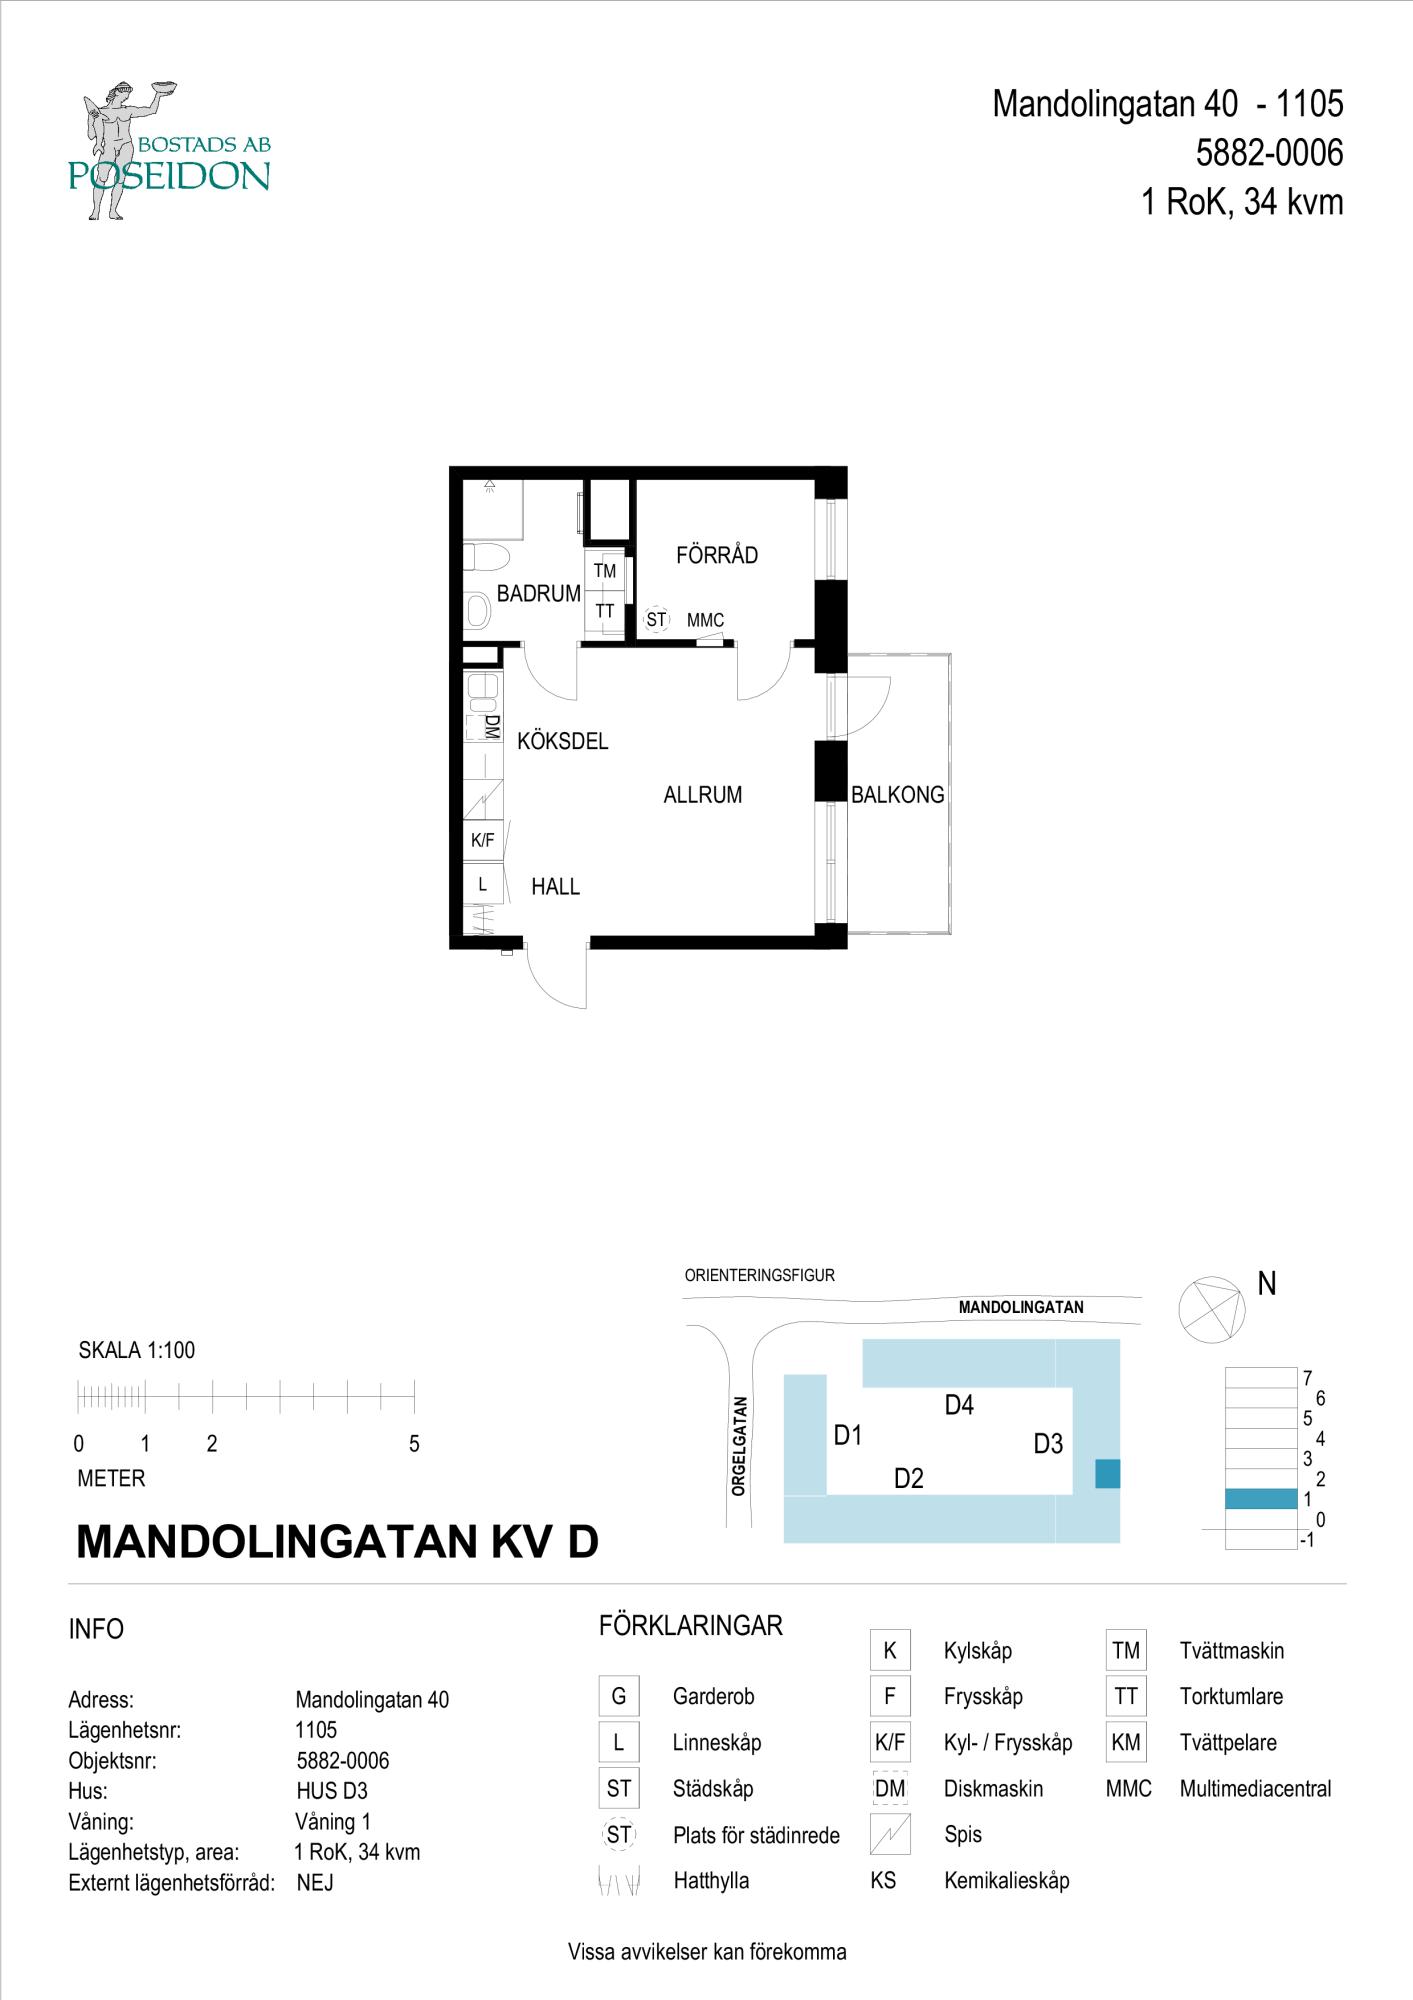 BOSTADS AB
POSEIDON
Mandolingatan 40 - 1105
5882-0006
1 RoK, 34 kvm
FÖRRÅD
TM
BADRUM
TT
ST
MMC
DM
KÖKSDEL
ALLRUM
BALKONG
K/F
L
HALL
ORIENTERINGSFIGUR
MANDOLINGATAN
N
ORGELGATAN
D4
D1
D3
D2
7
6
5
4
3
2
1
0
-1
SKALA 1:100
0 1 2 5
METER
MANDOLINGATAN KV D
INFO
Adress: Mandolingatan 40
Lägenhetsnr: 1105
Objektsnr: 5882-0006
Hus: HUS D3
Våning: Våning 1
Lägenhetstyp, area: 1 RoK, 34 kvm
Externt lägenhetsförråd: NEJ
FÖRKLARINGAR
G Garderob
L Linneskåp
ST Städskåp
ST Plats för städinrede
Hatthylla
K Kylskåp
F Frysskåp
K/F Kyl- / Frysskåp
DM Diskmaskin
Spis
KS Kemikalieskåp
TM Tvättmaskin
TT Torktumlare
KM Tvättpelare
MMC Multimediacentral
Vissa avvikelser kan förekomma